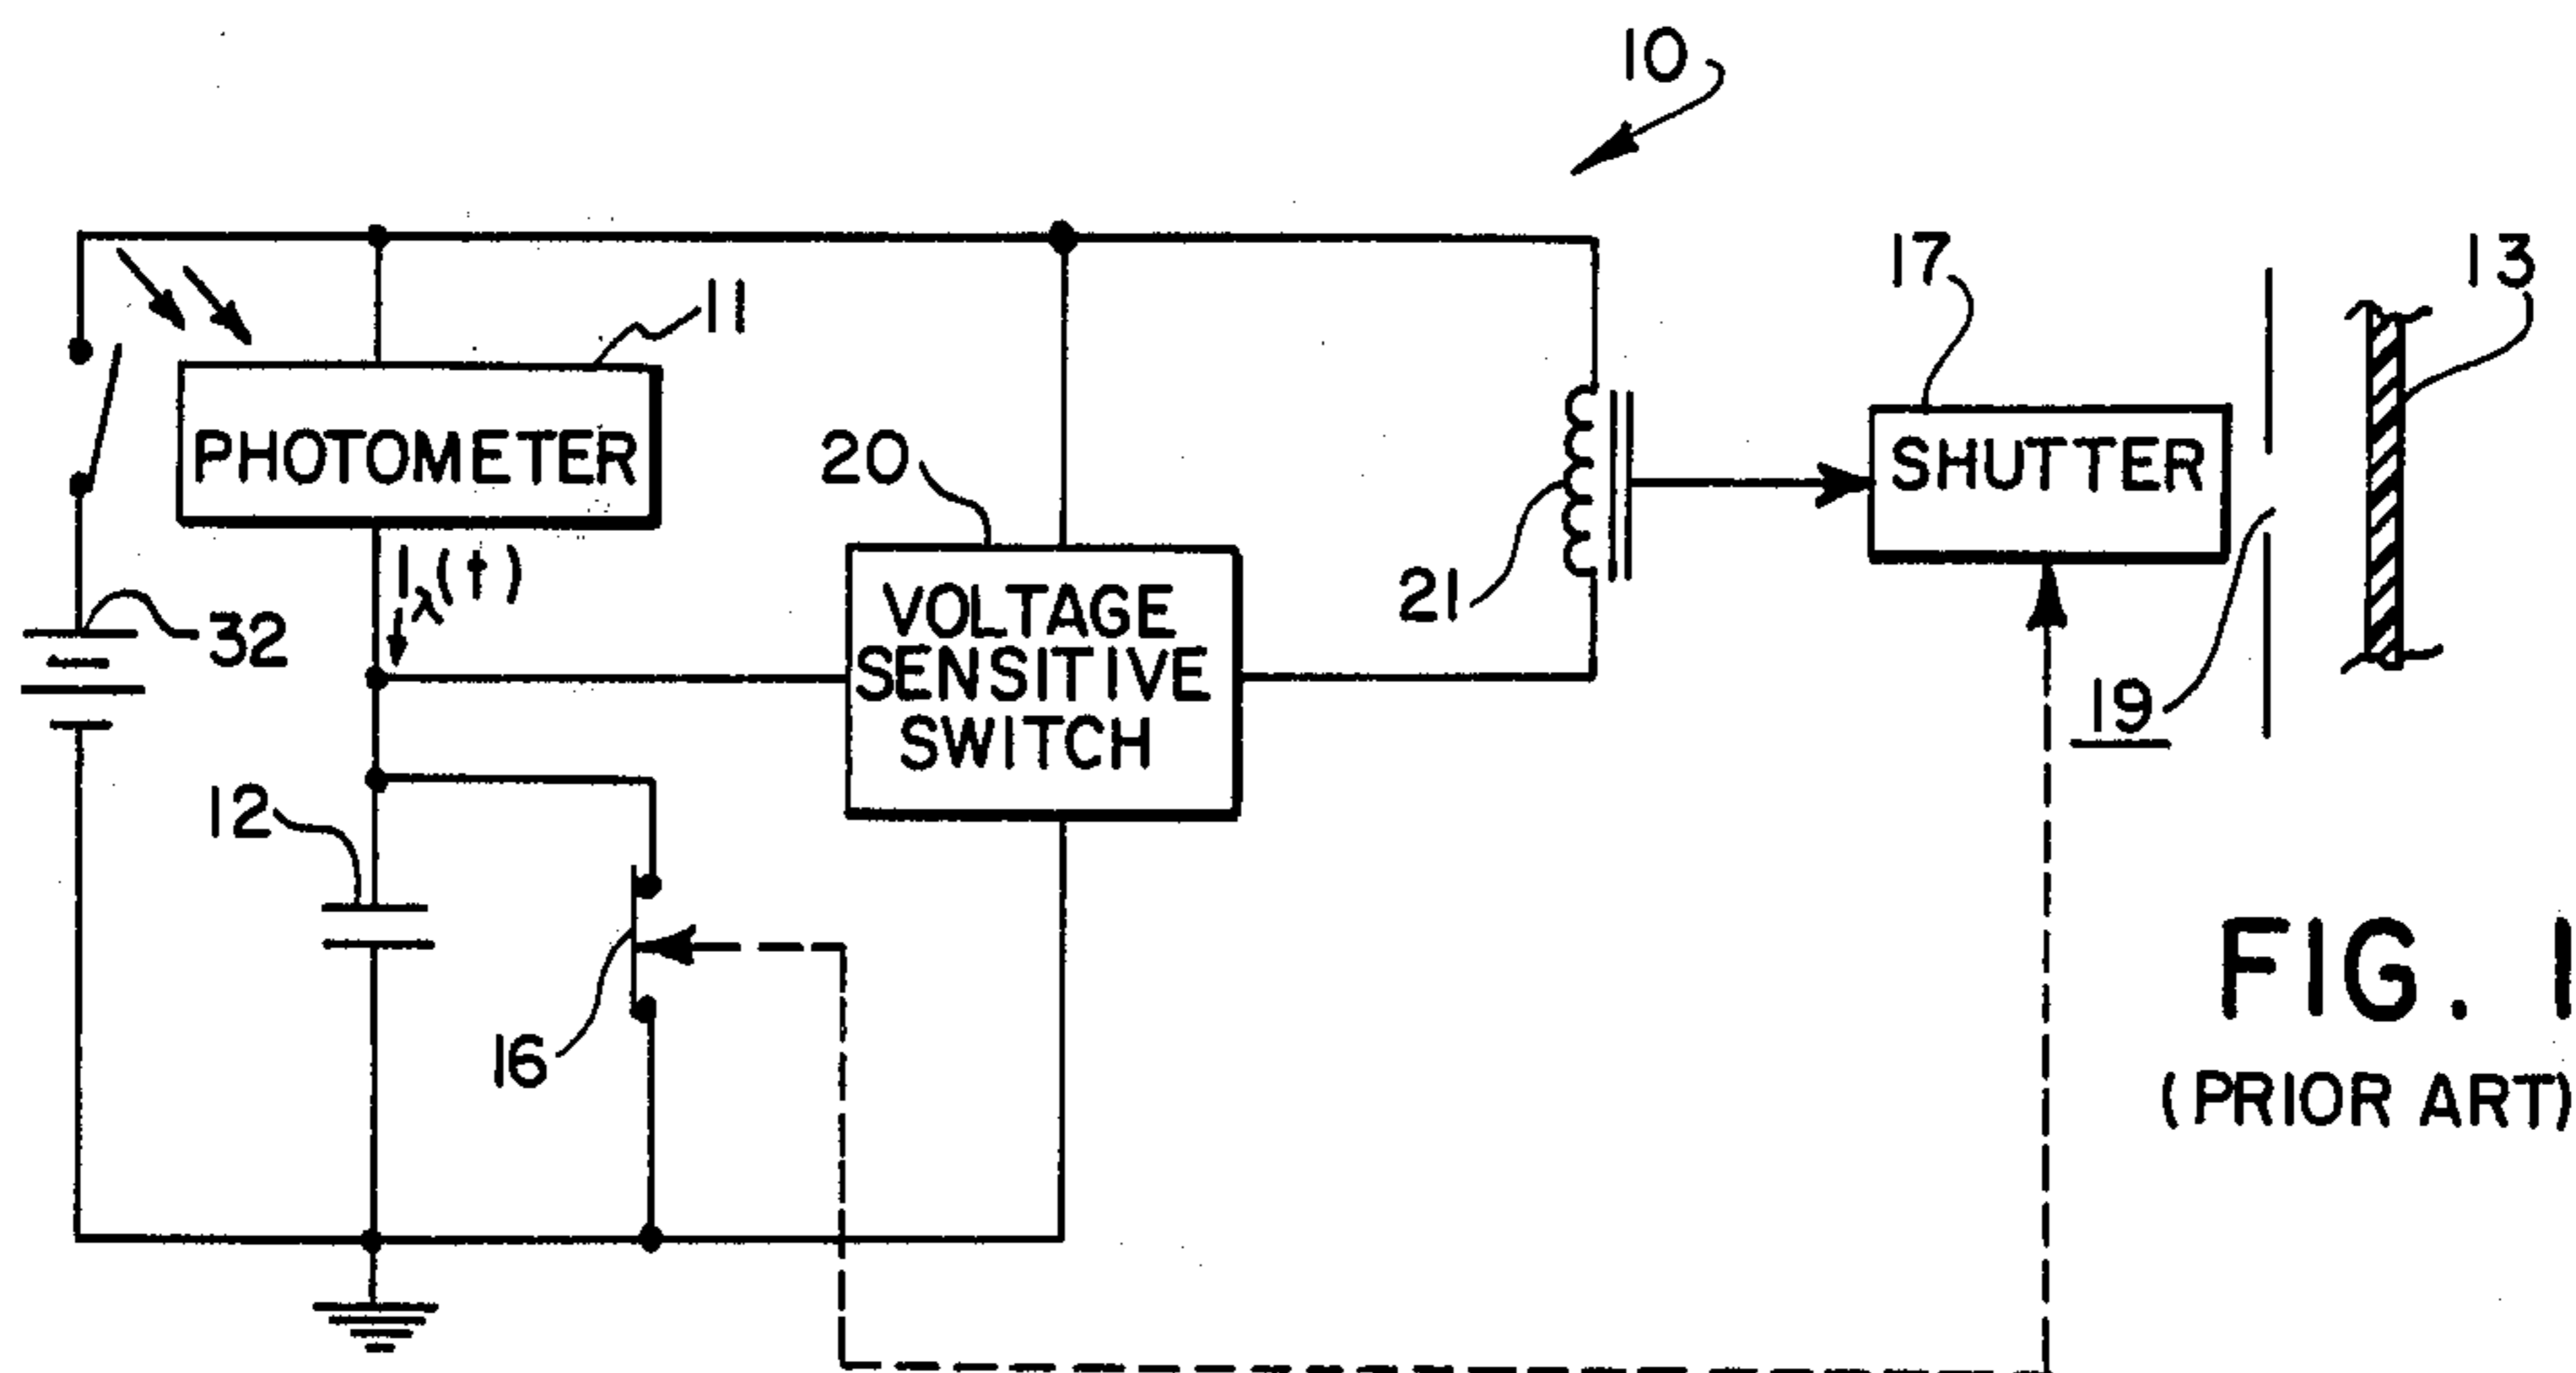 10
17
13
11
PHOTOMETER
20
SHUTTER
Iλ(t)
21
32
VOLTAGE
SENSITIVE
SWITCH
19
12
16
FIG. 1
(PRIOR ART)